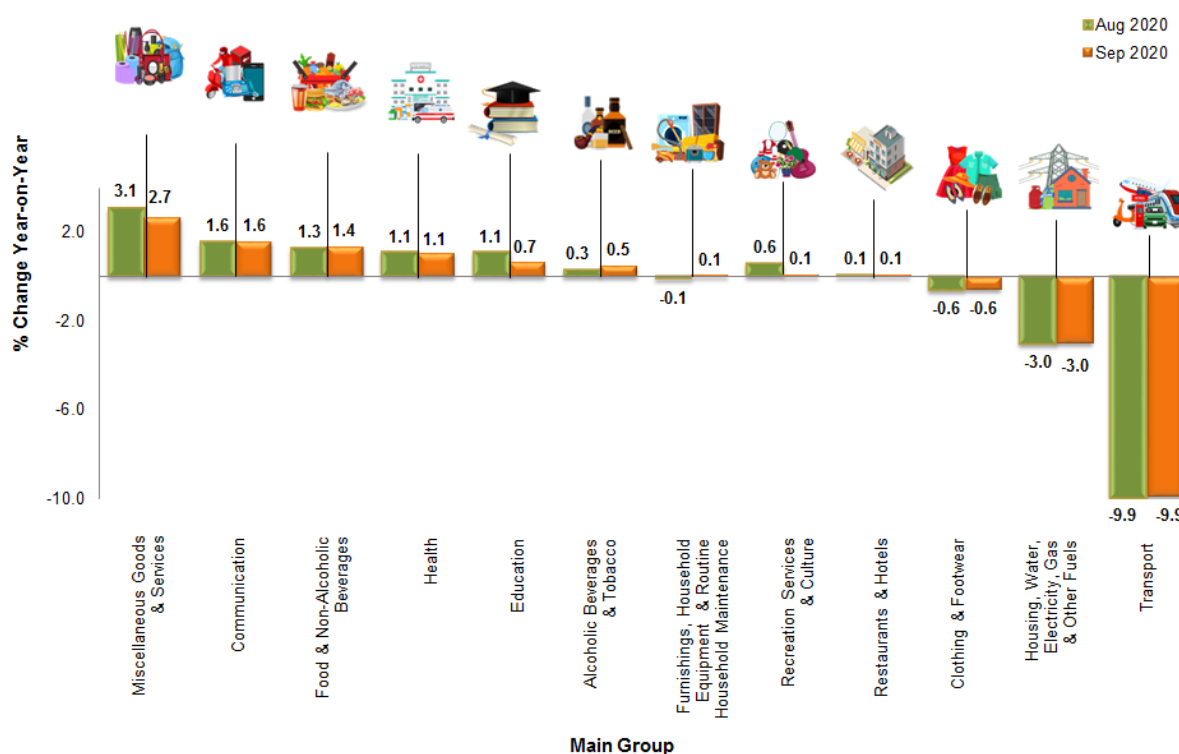 Aug 2020
Sep 2020
% Change Year-on-Year
2.0
-2.0
-6.0
-10.0
3.1
2.7
1.6
1.6
1.3
1.4
1.1
1.1
1.1
0.7
0.3
0.5
-0.1
0.1
0.6
0.1
0.1
0.1
-0.6
-0.6
-3.0
-3.0
-9.9
-9.9
Miscellaneous Goods
& Services
Communication
Food & Non-Alcoholic
Beverages
Health
Education
Alcoholic Beverages
& Tobacco
Furnishings, Household
Equipment & Routine
Household Maintenance
Recreation Services
& Culture
Restaurants & Hotels
Clothing & Footwear
Housing, Water,
Electricity, Gas
& Other Fuels
Transport
Main Group